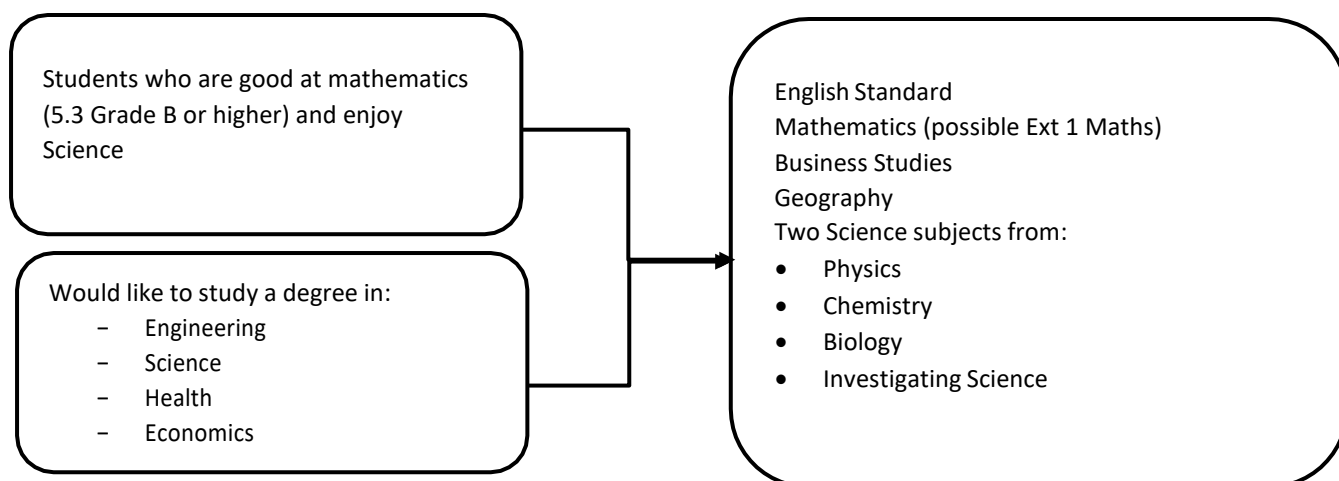 Students who are good at mathematics
(5.3 Grade B or higher) and enjoy
Science
Would like to study a degree in:
– Engineering
– Science
– Health
– Economics
English Standard
Mathematics (possible Ext 1 Maths)
Business Studies
Geography
Two Science subjects from:
• Physics
• Chemistry
• Biology
• Investigating Science